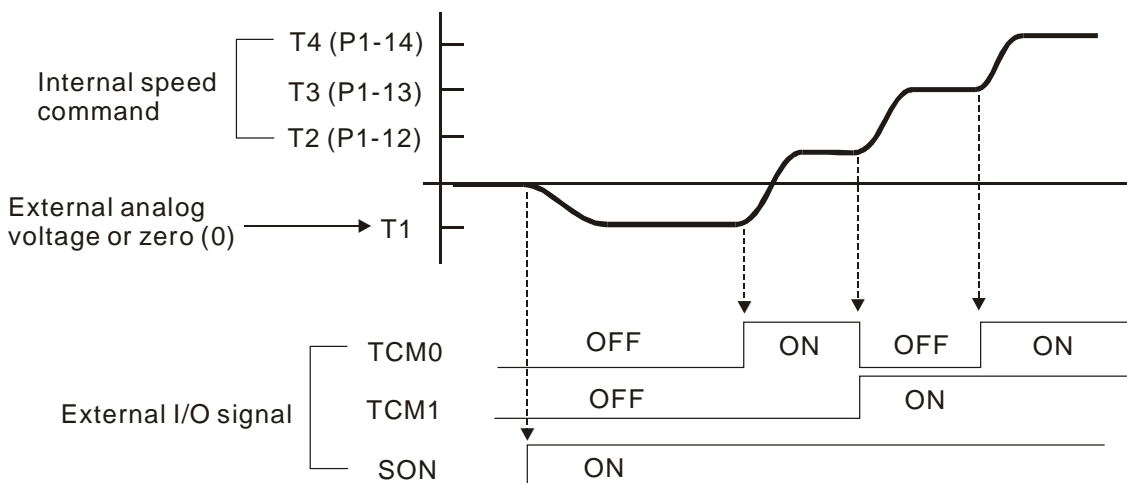 T4 (P1-14)
Internal speed
command
T3 (P1-13)
T2 (P1-12)
External analog
voltage or zero (0)
T1
TCM0
OFF
ON
OFF
ON
External I/O signal
TCM1
OFF
ON
SON
ON